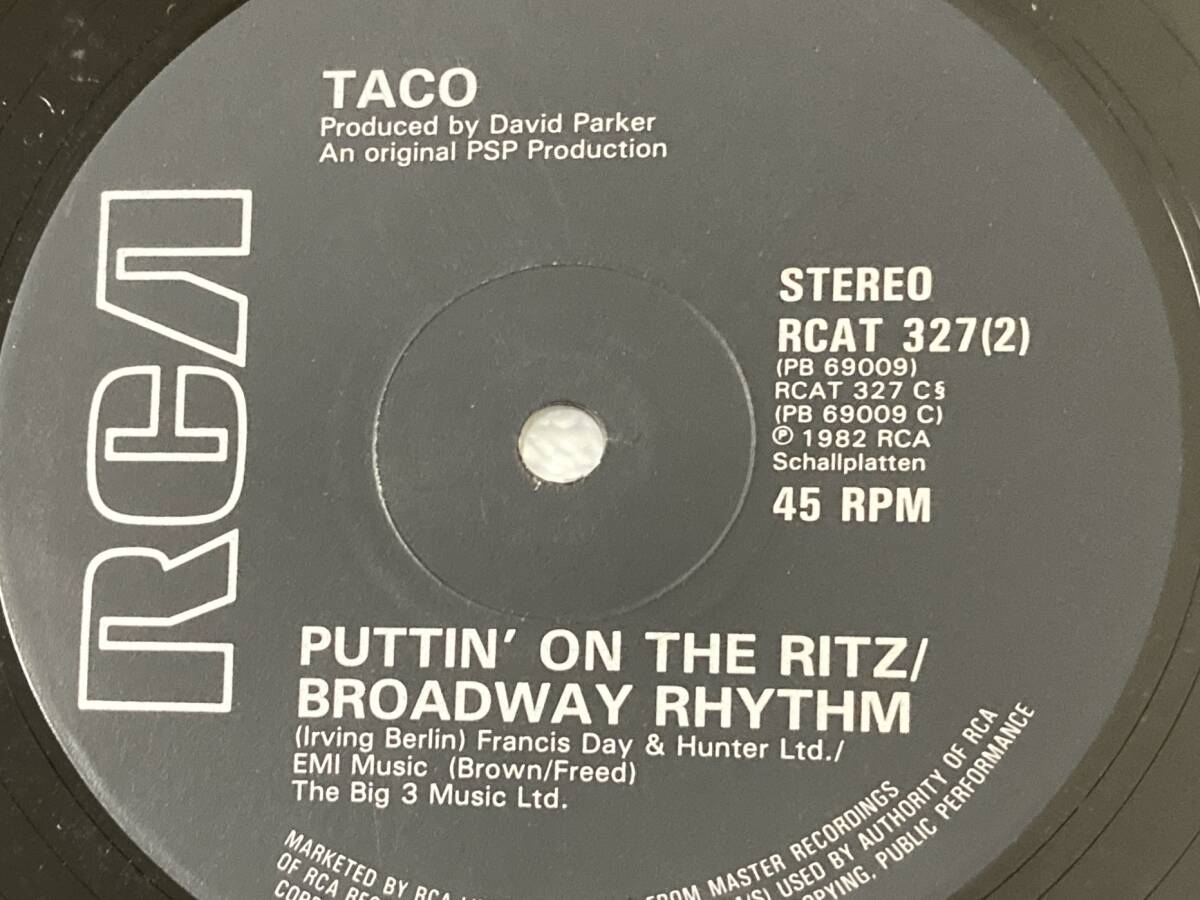 TACO
Produced by David Parker
An original PSP Production
RCA
STEREO
RCAT 327(2)
(PB 69009)
RCAT 327 C§
(PB 69009 C)
℗ 1982 RCA
Schallplatten
45 RPM
PUTTIN' ON THE RITZ/
BROADWAY RHYTHM
(Irving Berlin) Francis Day & Hunter Ltd./
EMI Music (Brown/Freed)
The Big 3 Music Ltd.
MARKETED BY RCA
OF RCA
FROM MASTER RECORDINGS
USED BY AUTHORITY OF RCA
PUBLIC PERFORMANCE